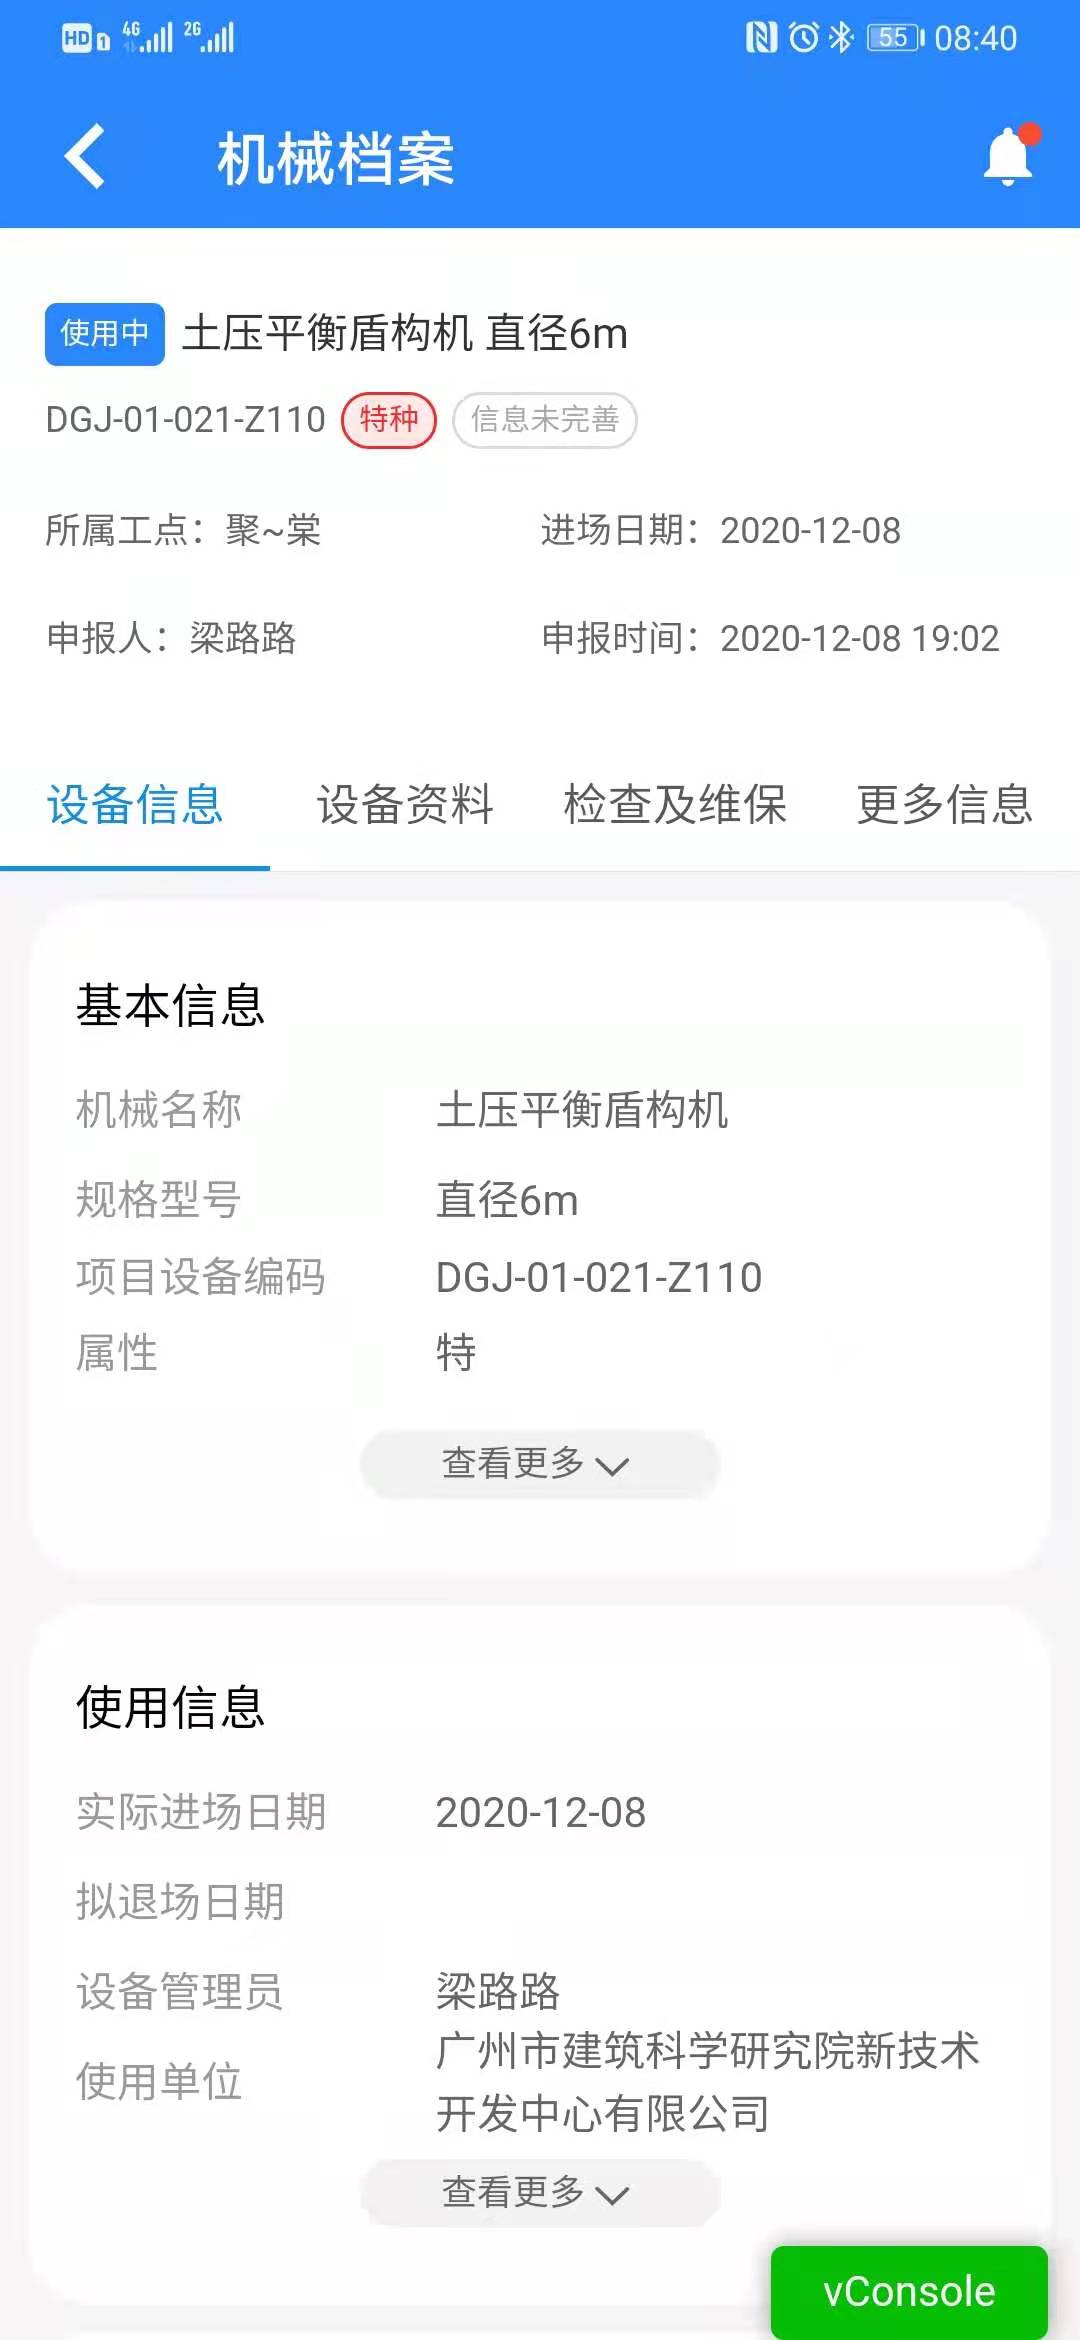 HD 1 4G 2G 55 08:40
机械档案
使用中 土压平衡盾构机 直径6m
DGJ-01-021-Z110 特种 信息未完善
所属工点：聚~棠 进场日期：2020-12-08
申报人：梁路路 申报时间：2020-12-08 19:02
设备信息 设备资料 检查及维保 更多信息
基本信息
机械名称 土压平衡盾构机
规格型号 直径6m
项目设备编码 DGJ-01-021-Z110
属性 特
查看更多
使用信息
实际进场日期 2020-12-08
拟退场日期
设备管理员 梁路路
使用单位 广州市建筑科学研究院新技术
开发中心有限公司
查看更多
vConsole